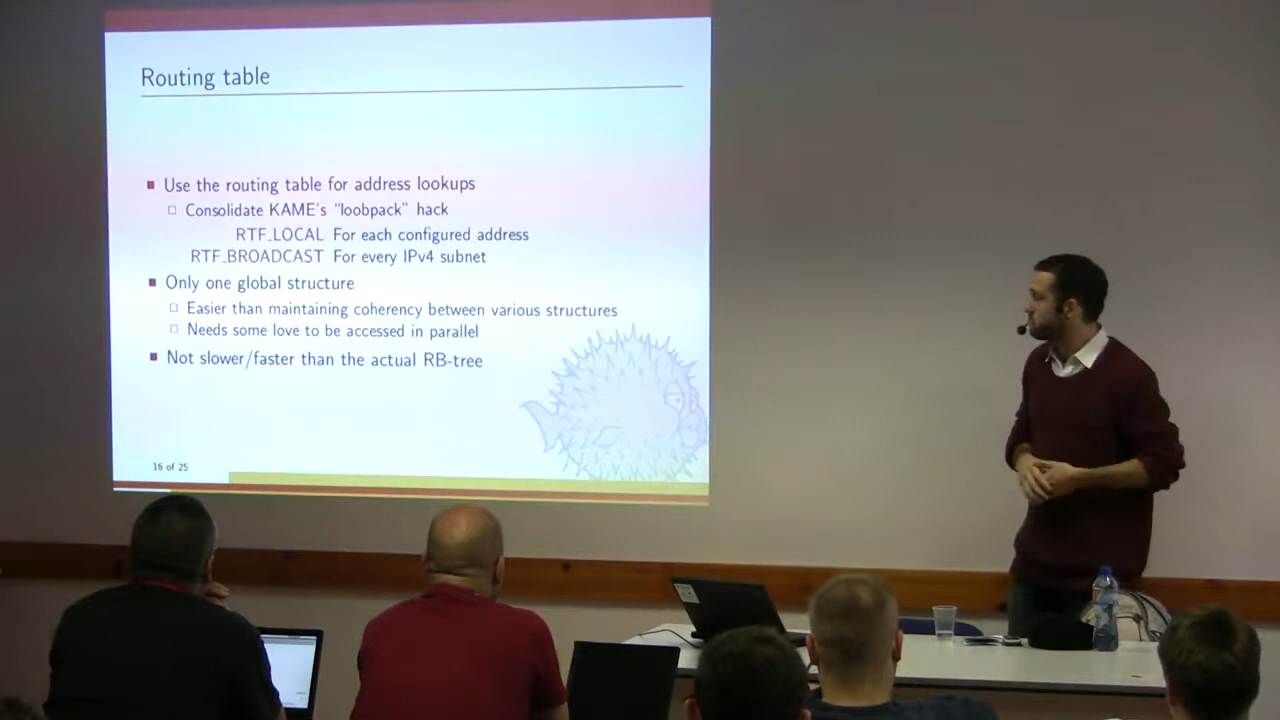 Routing table
Use the routing table for address lookups
Consolidate KAME's "loobpack" hack
RTF_LOCAL For each configured address
RTF_BROADCAST For every IPv4 subnet
Only one global structure
Easier than maintaining coherency between various structures
Needs some love to be accessed in parallel
Not slower/faster than the actual RB-tree
16 of 25